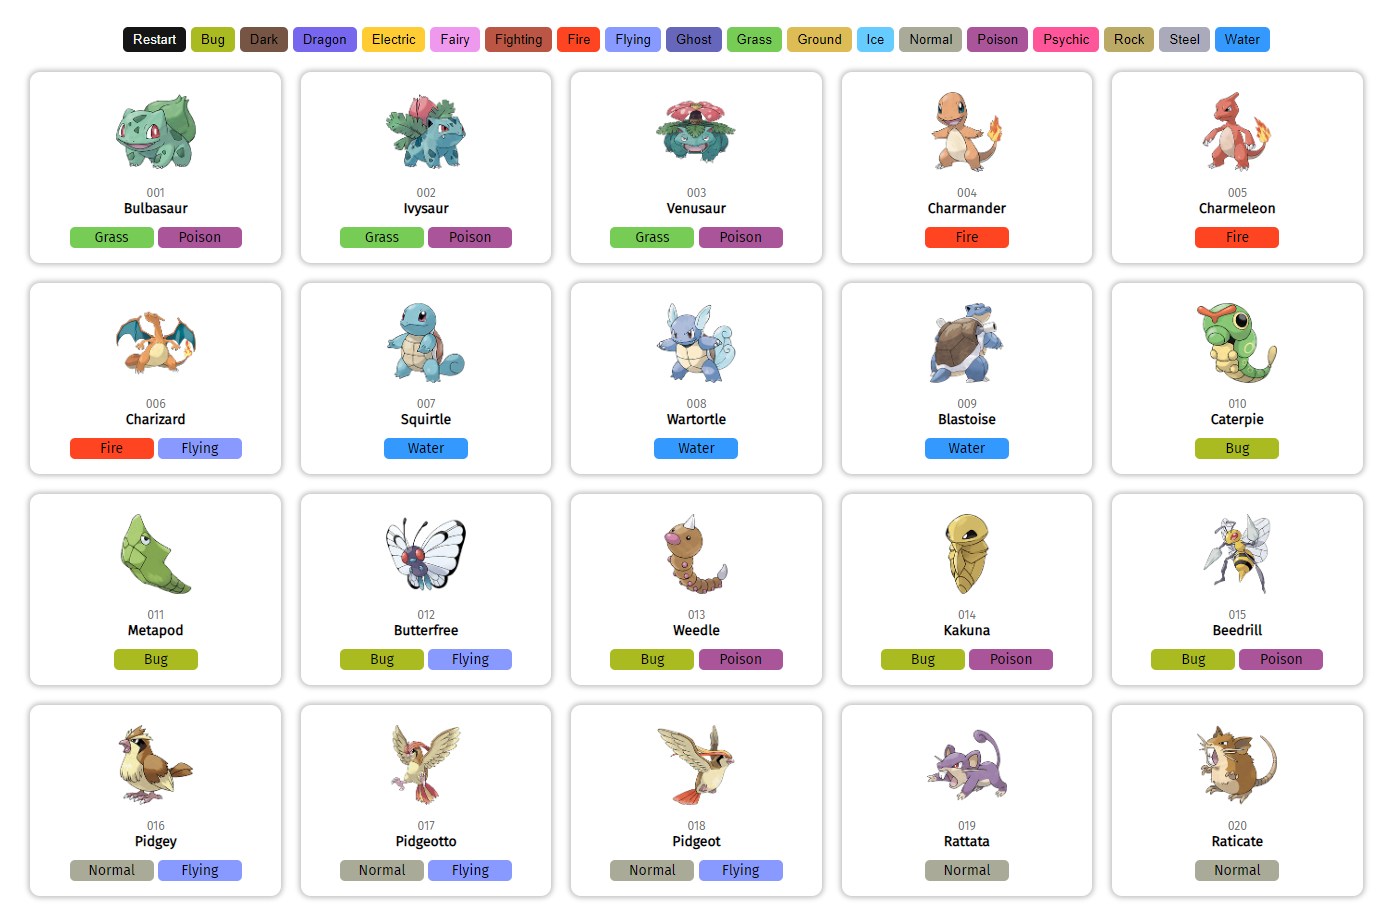 Restart Bug Dark Dragon Electric Fairy Fighting Fire Flying Ghost Grass Ground Ice Normal Poison Psychic Rock Steel Water
001
Bulbasaur
Grass Poison
002
Ivysaur
Grass Poison
003
Venusaur
Grass Poison
004
Charmander
Fire
005
Charmeleon
Fire
006
Charizard
Fire Flying
007
Squirtle
Water
008
Wartortle
Water
009
Blastoise
Water
010
Caterpie
Bug
011
Metapod
Bug
012
Butterfree
Bug Flying
013
Weedle
Bug Poison
014
Kakuna
Bug Poison
015
Beedrill
Bug Poison
016
Pidgey
Normal Flying
017
Pidgeotto
Normal Flying
018
Pidgeot
Normal Flying
019
Rattata
Normal
020
Raticate
Normal